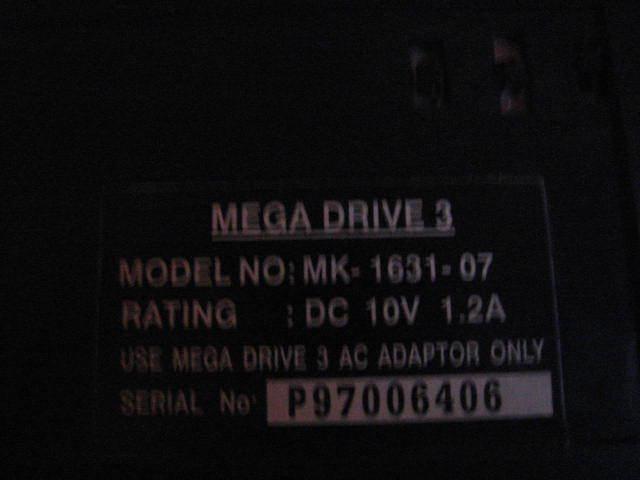 MEGA DRIVE 3
MODEL NO: MK-1631-07
RATING : DC 10V 1.2A
USE MEGA DRIVE 3 AC ADAPTOR ONLY
SERIAL No: P97006406